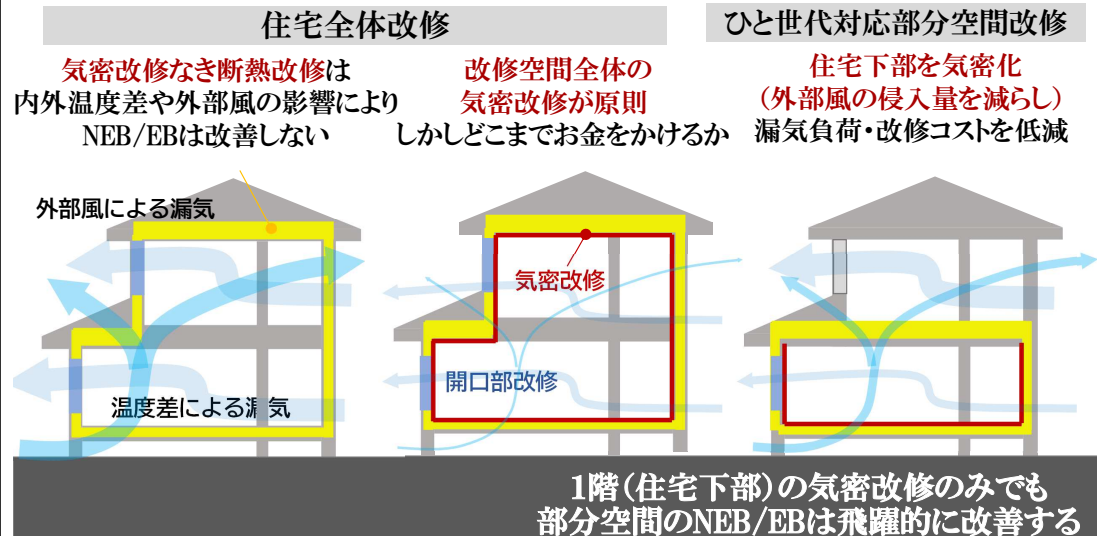 住宅全体改修
ひと世代対応部分空間改修
気密改修なき断熱改修は
内外温度差や外部風の影響により
NEB/EBは改善しない
改修空間全体の
気密改修が原則
しかしどこまでお金をかけるか
住宅下部を気密化
（外部風の侵入量を減らし）
漏気負荷・改修コストを低減
外部風による漏気
温度差による漏気
気密改修
開口部改修
1階（住宅下部）の気密改修のみでも
部分空間のNEB/EBは飛躍的に改善する